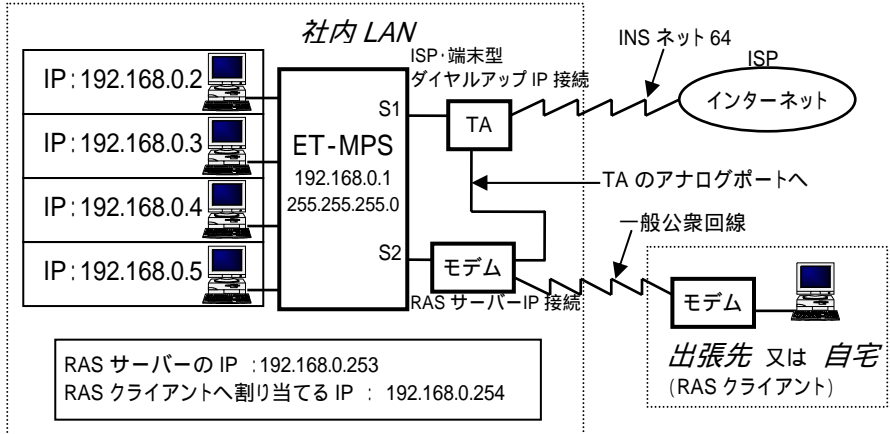 社内 LAN
IP:192.168.0.2
IP:192.168.0.3
IP:192.168.0.4
IP:192.168.0.5
ET-MPS
192.168.0.1
255.255.255.0
S1
S2
ISP・端末型
ダイヤルアップ IP 接続
TA
INS ネット 64
ISP
インターネット
TA のアナログポートへ
一般公衆回線
モデム
RAS サーバーIP 接続
モデム
出張先 又は 自宅
(RAS クライアント)
RAS サーバーの IP :192.168.0.253
RAS クライアントへ割り当てる IP : 192.168.0.254